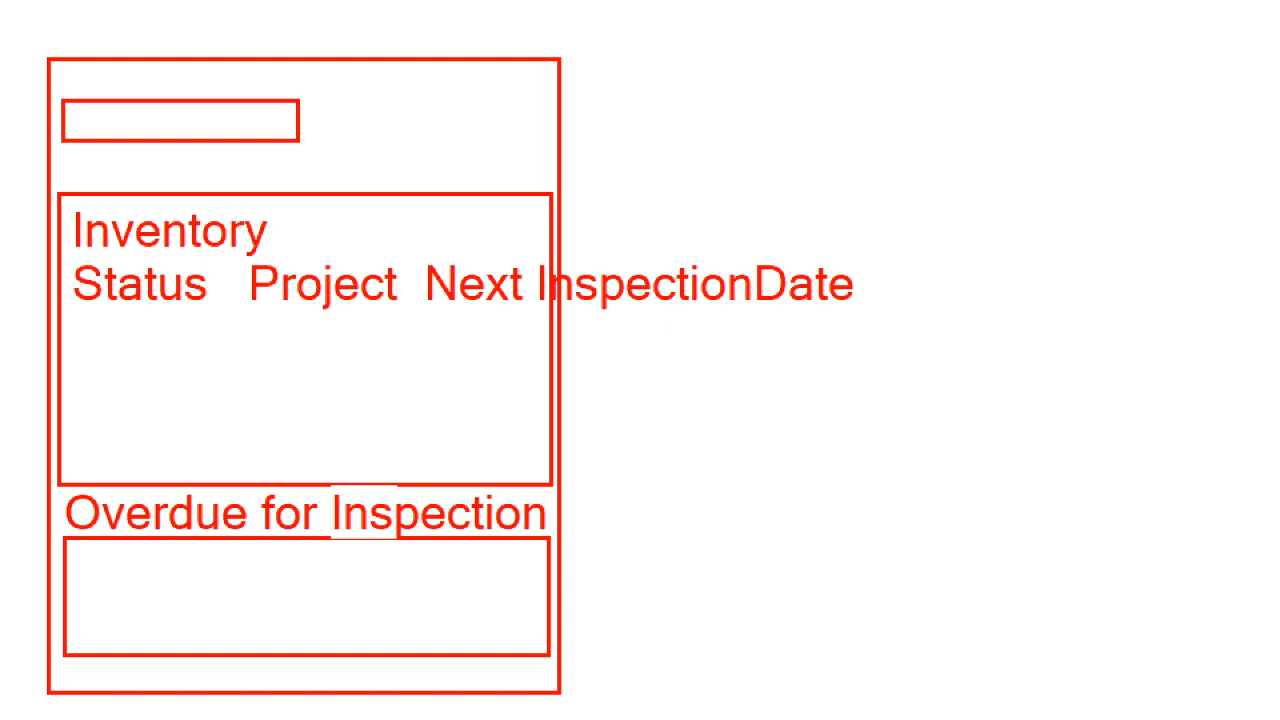 Inventory
Status Project Next InspectionDate
Overdue for Inspection